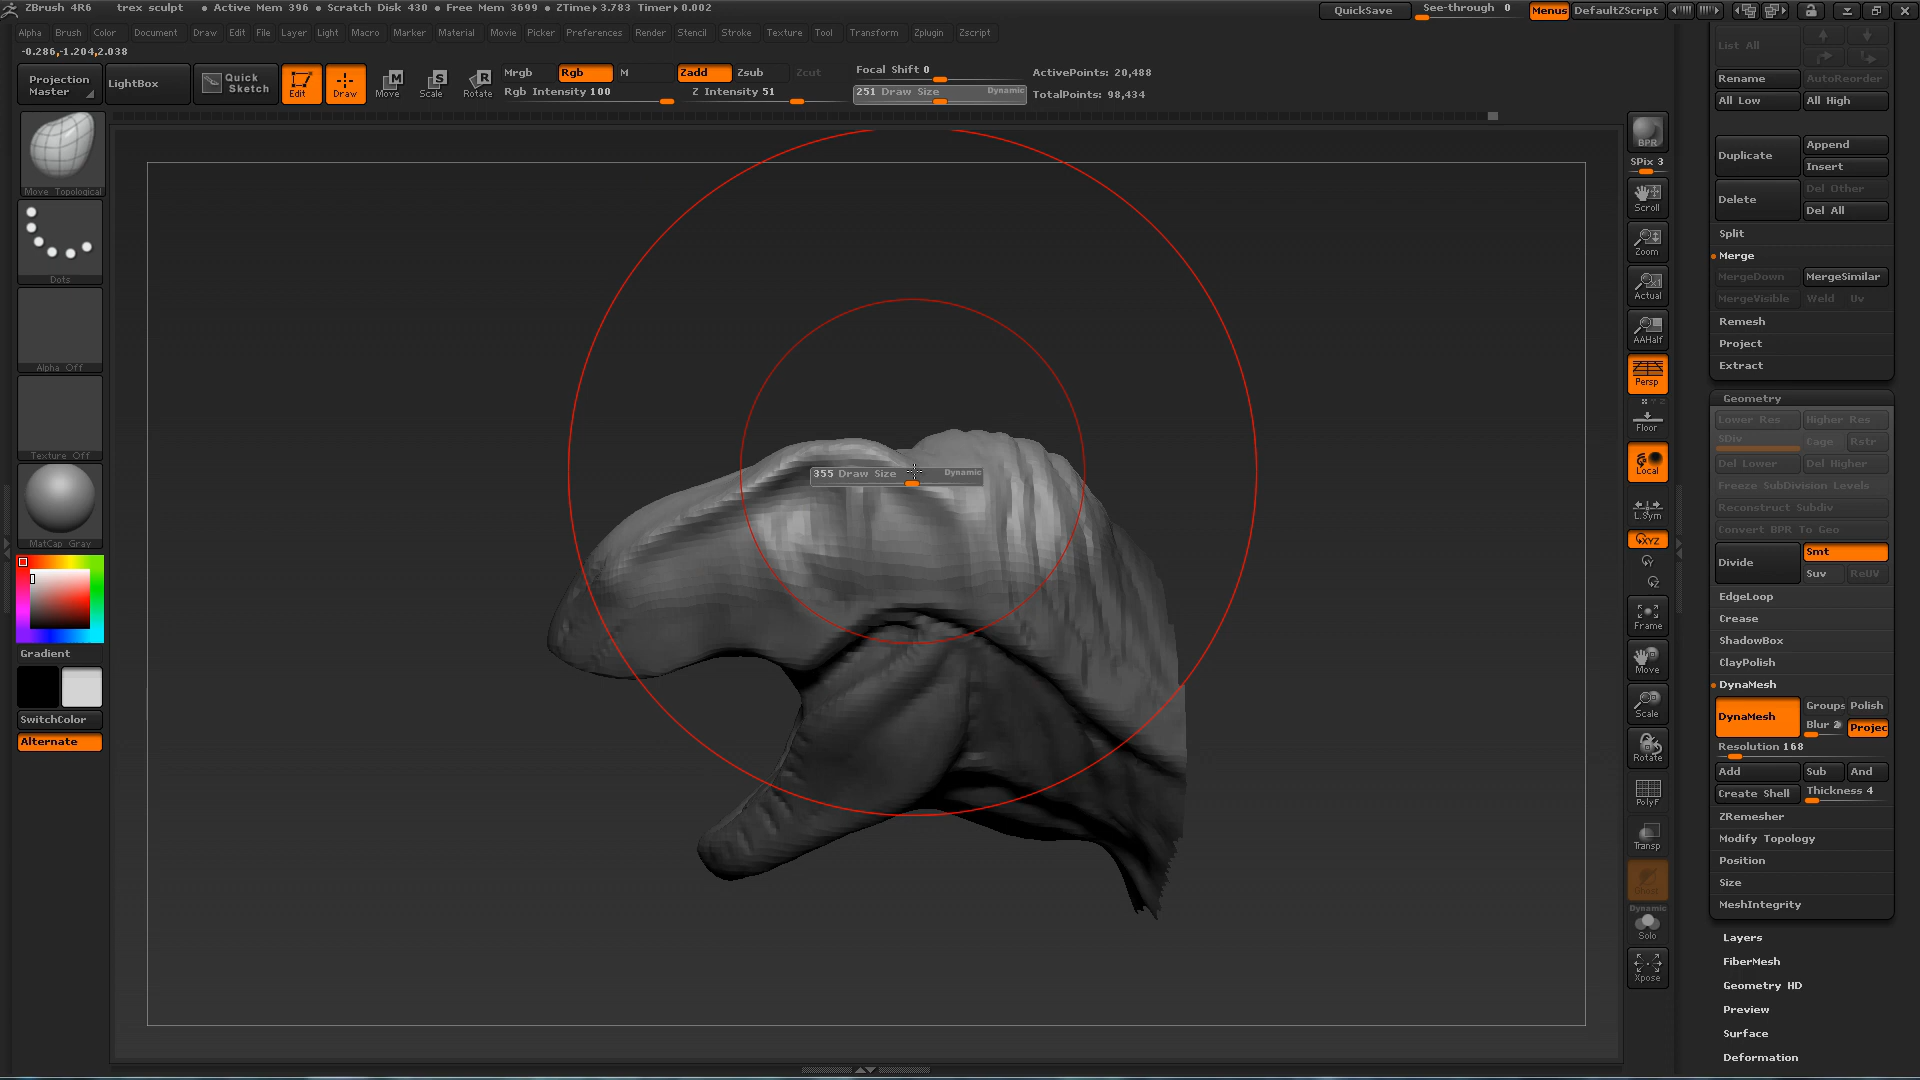 ZBrush 4R6 trex sculpt • Active Mem 396 • Scratch Disk 430 • Free Mem 3699 • ZTime▸3.783 Timer▸0.002
QuickSave See-through 0 Menus DefaultZScript
Alpha Brush Color Document Draw Edit File Layer Light Macro Marker Material Movie Picker Preferences Render Stencil Stroke Texture Tool Transform Zplugin Zscript
-0.286,-1.204,2.038
Projection Master
LightBox
Quick Sketch
Edit
Draw
Move
Scale
Rotate
Mrgb Rgb M
Rgb Intensity 100
Zadd Zsub Zcut
Z Intensity 51
Focal Shift 0
251 Draw Size Dynamic
ActivePoints: 20,488
TotalPoints: 98,434
Move Topological
Dots
Alpha Off
Texture Off
MatCap Gray
Gradient
SwitchColor
Alternate
355 Draw Size Dynamic
BPR
SPix 3
Scroll
Zoom
Actual
AAHalf
Persp
Floor
Local
L.Sym
XYZ
Y
Z
Frame
Move
Scale
Rotate
PolyF
Transp
Ghost
Dynamic
Solo
Xpose
List All
Rename AutoReorder
All Low All High
Duplicate
Append
Insert
Delete
Del Other
Del All
Split
Merge
MergeDown MergeSimilar
MergeVisible Weld Uv
Remesh
Project
Extract
Geometry
Lower Res Higher Res
SDiv Cage Rstr
Del Lower Del Higher
Freeze SubDivision Levels
Reconstruct Subdiv
Convert BPR To Geo
Divide
Smt
Suv ReUV
EdgeLoop
Crease
ShadowBox
ClayPolish
DynaMesh
DynaMesh
Groups Polish
Blur 2 Projec
Resolution 168
Add Sub And
Create Shell Thickness 4
ZRemesher
Modify Topology
Position
Size
MeshIntegrity
Layers
FiberMesh
Geometry HD
Preview
Surface
Deformation